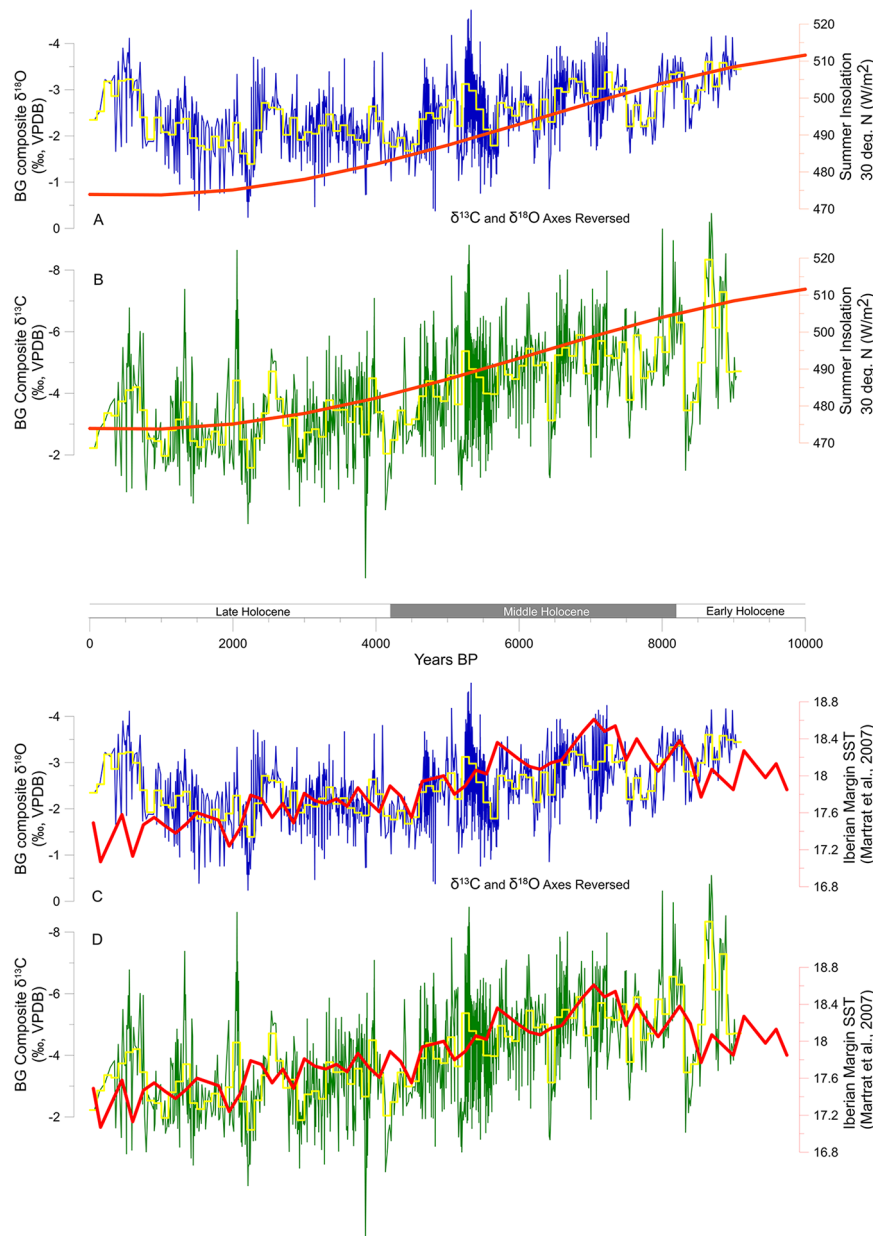 520
-4
510
-3
500
-2
490
-1
480
0
470
BG composite δ¹⁸O
(‰, VPDB)
Summer Insolation
30 deg. N (W/m²)
A
δ¹³C and δ¹⁸O Axes Reversed
B
520
-8
510
-6
500
490
-4
480
-2
470
BG Composite δ¹³C
(‰, VPDB)
Summer Insolation
30 deg. N (W/m²)
Late Holocene
Middle Holocene
Early Holocene
0 2000 4000 6000 8000 10000
Years BP
18.8
-4
18.4
-3
18
-2
17.6
-1
17.2
0
16.8
BG composite δ¹⁸O
(‰, VPDB)
Iberian Margin SST
(Martrat et al., 2007)
C
δ¹³C and δ¹⁸O Axes Reversed
D
-8
18.8
-6
18.4
18
-4
17.6
-2
17.2
16.8
BG Composite δ¹³C
(‰, VPDB)
Iberian Margin SST
(Martrat et al., 2007)